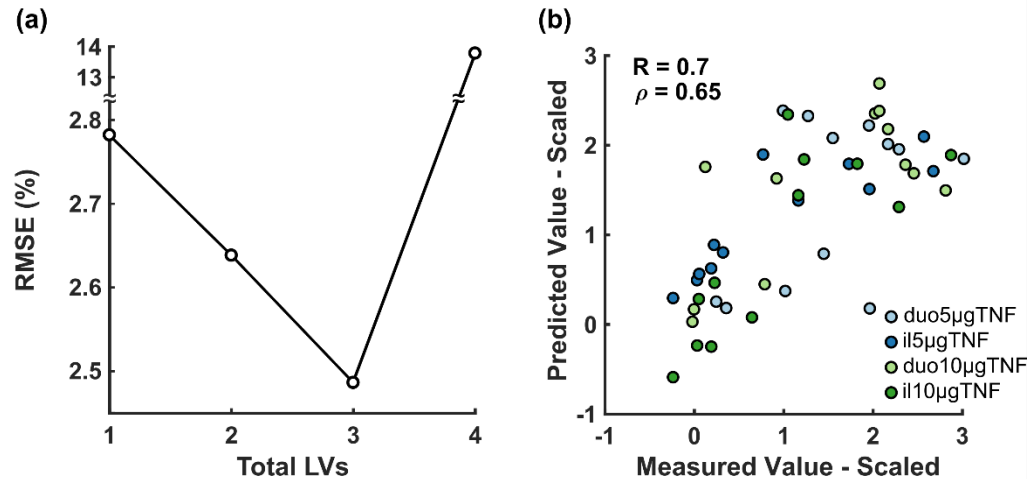 (a)
RMSE (%)
14
13
2.8
2.7
2.6
2.5
1 2 3 4
Total LVs
(b)
R = 0.7
ρ = 0.65
Predicted Value - Scaled
3
2
1
0
-1
-1 0 1 2 3
Measured Value - Scaled
duo5µgTNF
il5µgTNF
duo10µgTNF
il10µgTNF